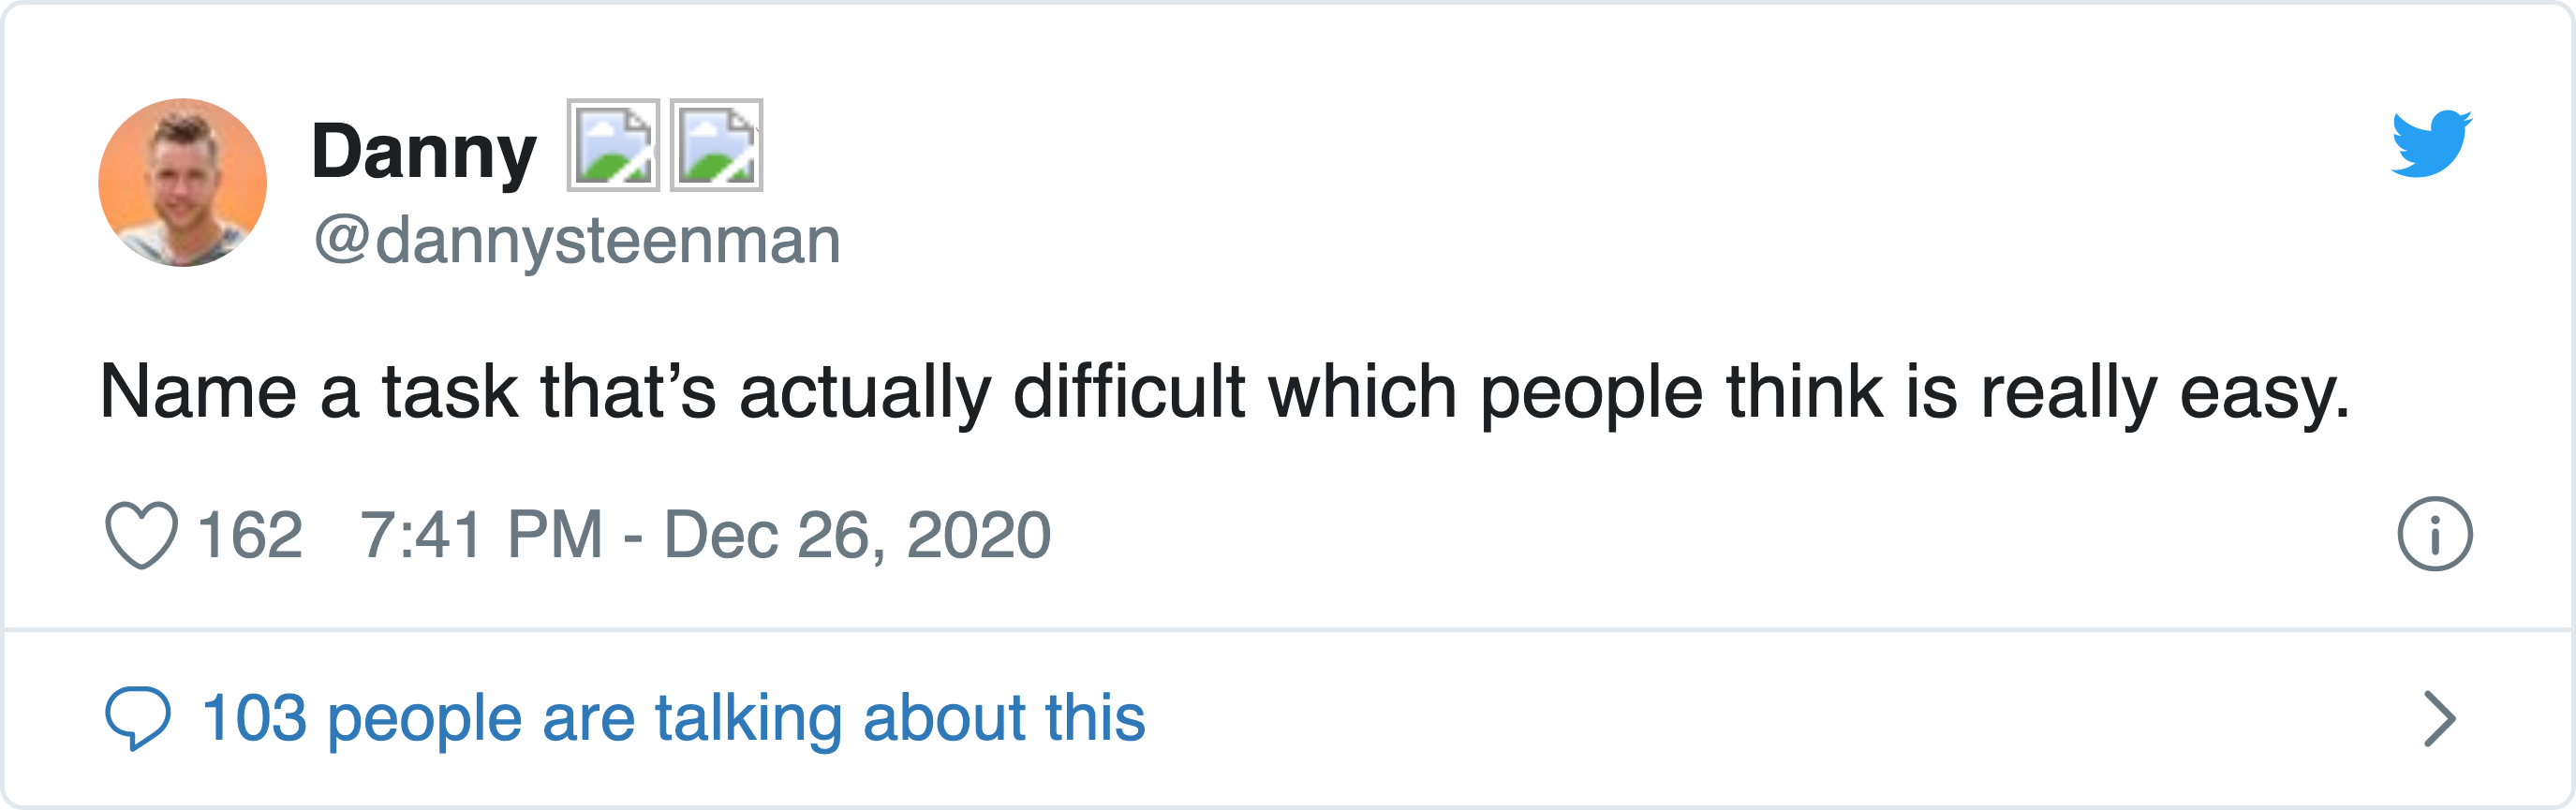 Danny
@dannysteenman
Name a task that’s actually difficult which people think is really easy.
162 7:41 PM - Dec 26, 2020
103 people are talking about this